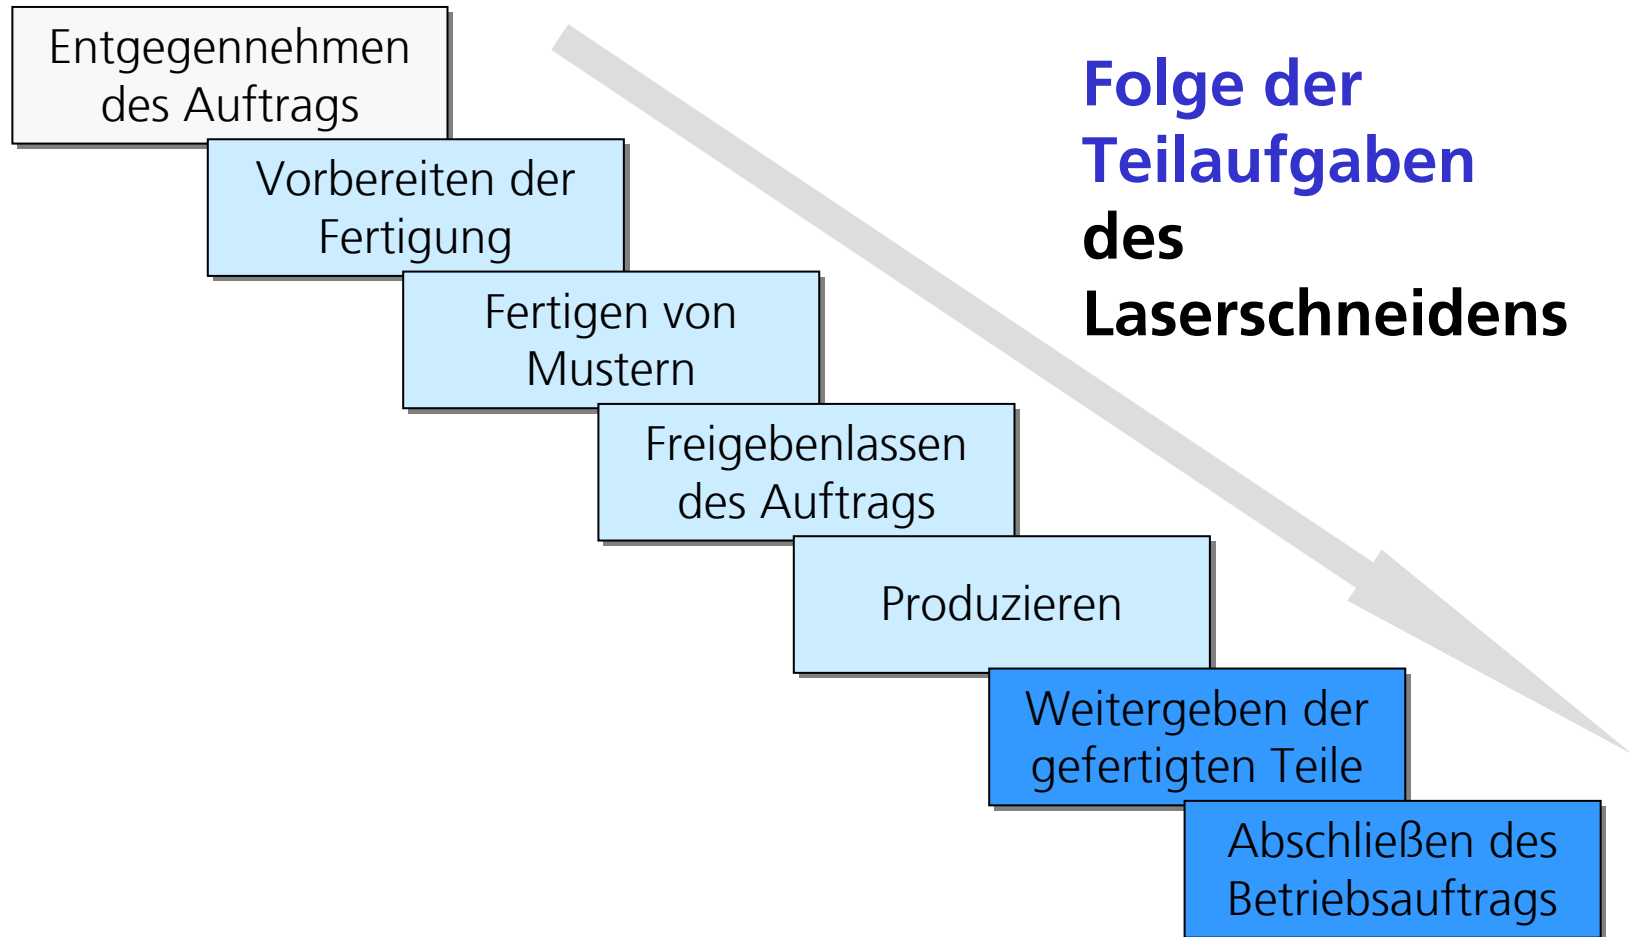 Entgegennehmen
des Auftrags
Folge der
Teilaufgaben
des
Laserschneidens
Vorbereiten der
Fertigung
Fertigen von
Mustern
Freigebenlassen
des Auftrags
Produzieren
Weitergeben der
gefertigten Teile
Abschließen des
Betriebsauftrags